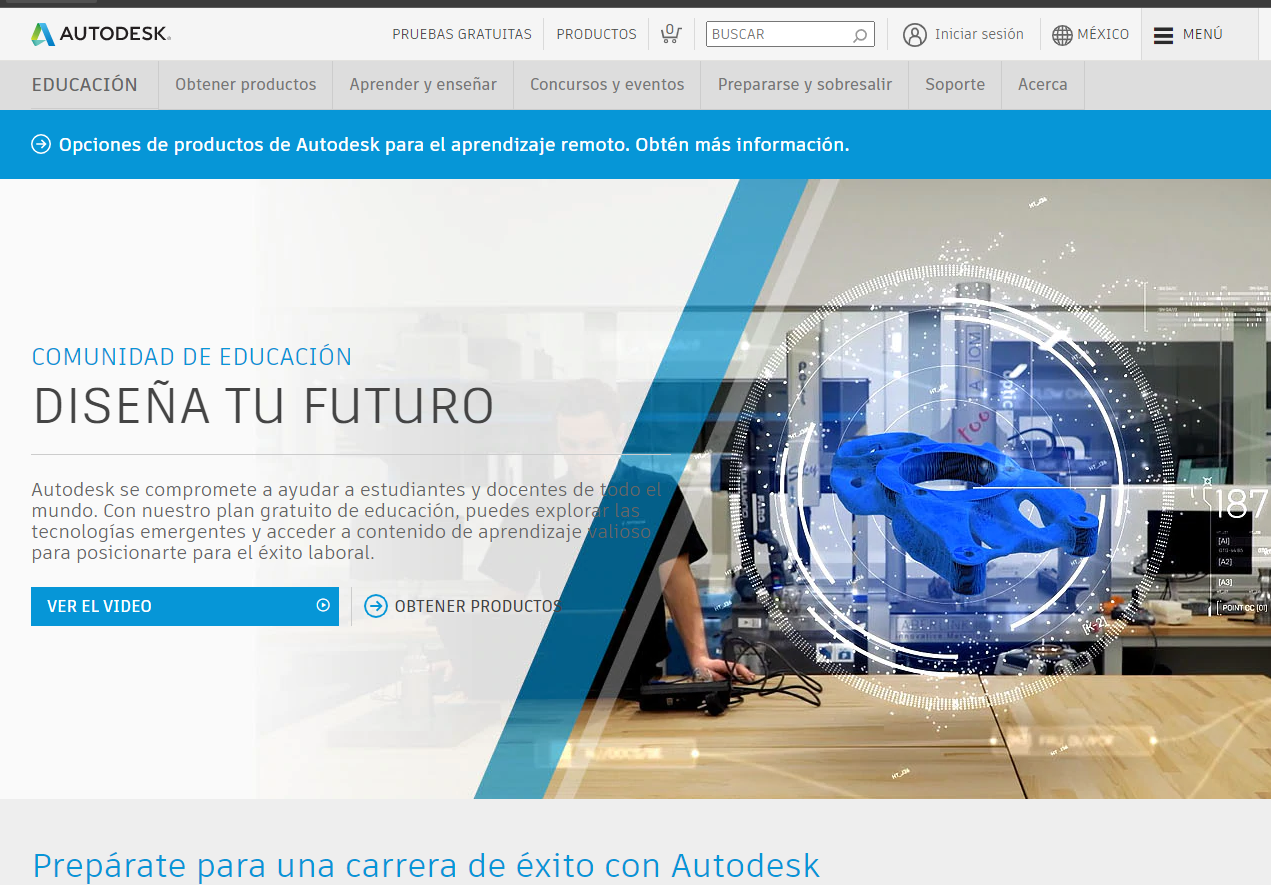 AUTODESK.
PRUEBAS GRATUITAS
PRODUCTOS
0
BUSCAR
Iniciar sesión
MÉXICO
MENÚ
EDUCACIÓN
Obtener productos
Aprender y enseñar
Concursos y eventos
Prepararse y sobresalir
Soporte
Acerca
Opciones de productos de Autodesk para el aprendizaje remoto. Obtén más información.
COMUNIDAD DE EDUCACIÓN
DISEÑA TU FUTURO
Autodesk se compromete a ayudar a estudiantes y docentes de todo el
mundo. Con nuestro plan gratuito de educación, puedes explorar las
tecnologías emergentes y acceder a contenido de aprendizaje valioso
para posicionarte para el éxito laboral.
VER EL VIDEO
OBTENER PRODUCTOS
too
187
[A1]
[A2]
[A3]
POINT CC (01)
[K-2]
Prepárate para una carrera de éxito con Autodesk